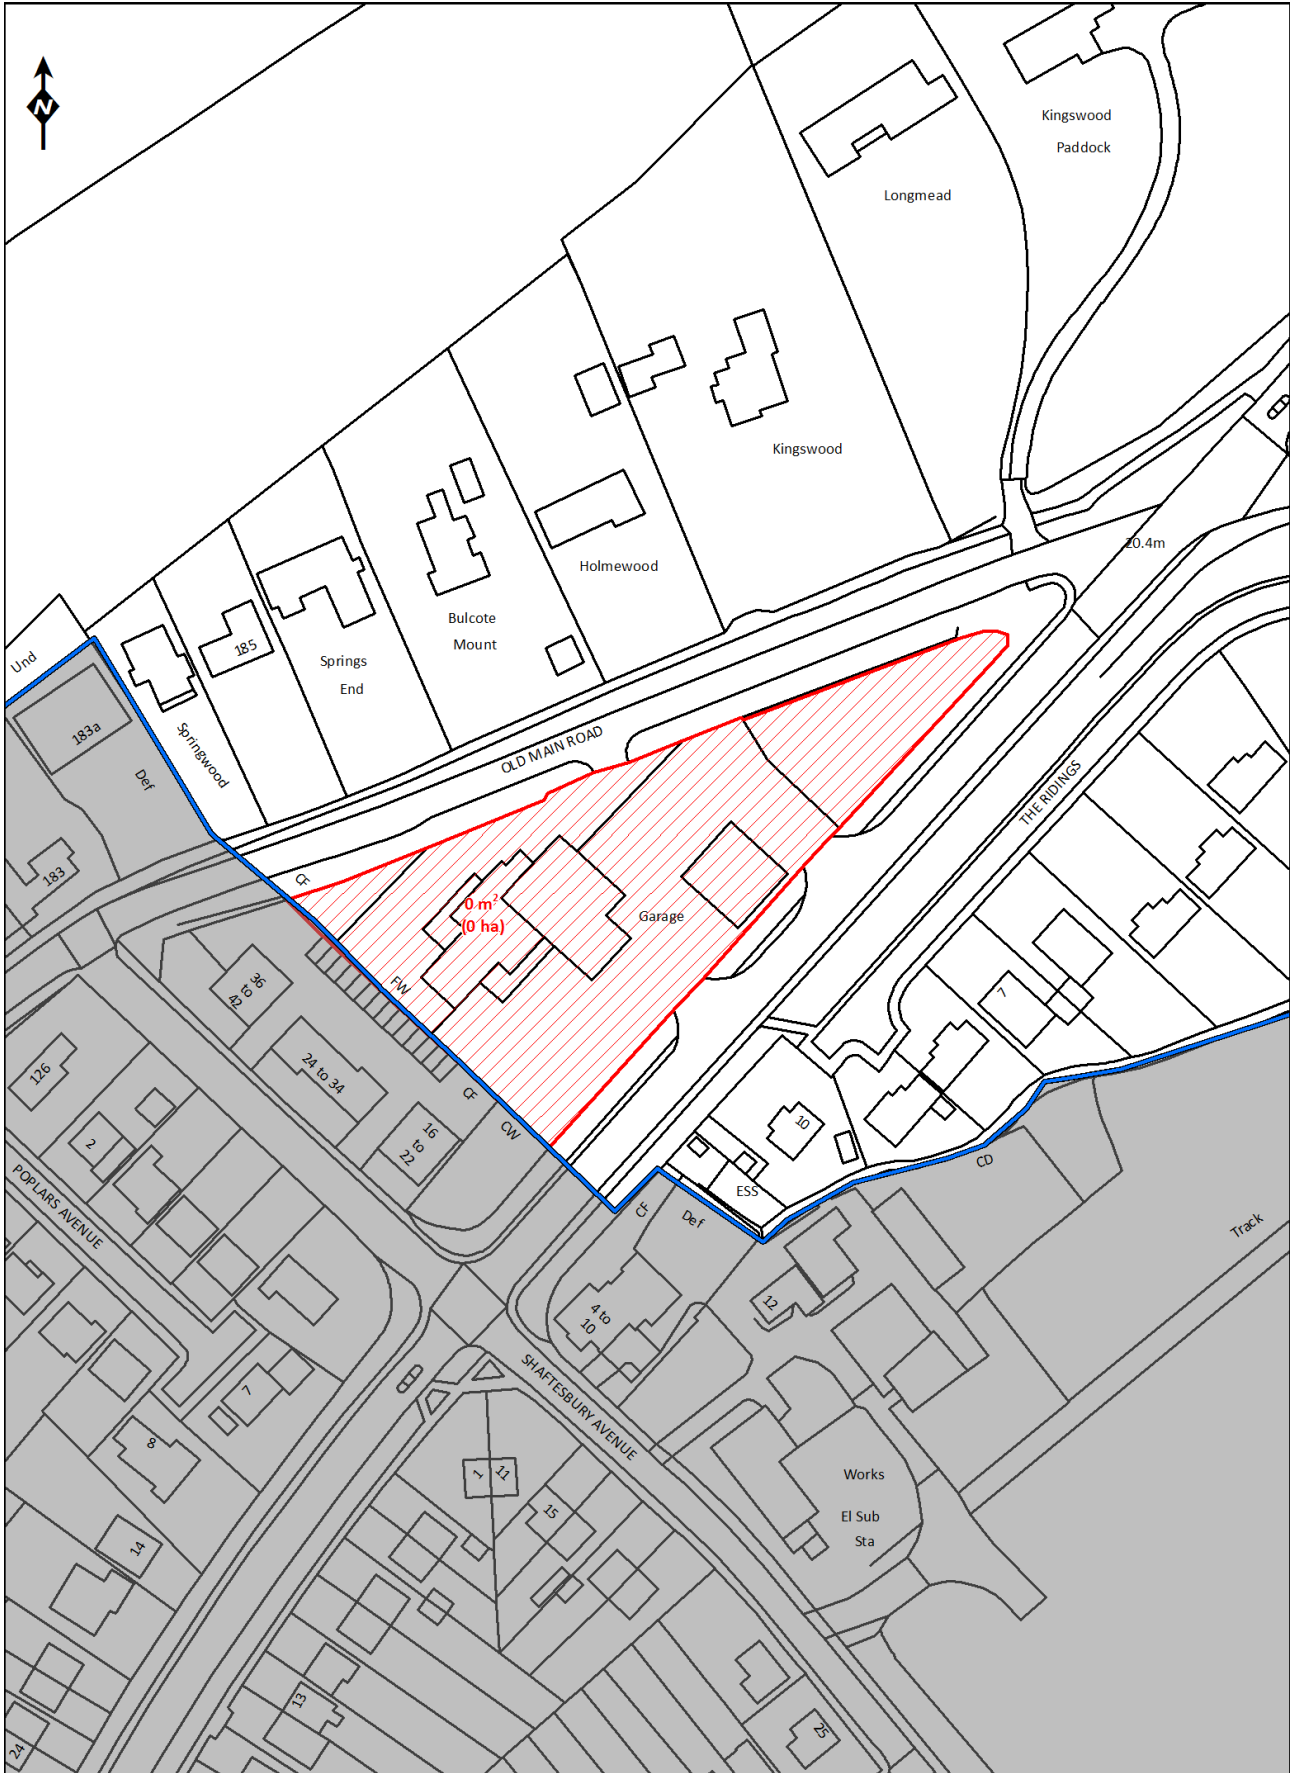 N
Kingswood
Paddock
Longmead
Kingswood
20.4m
Holmewood
Bulcote
Mount
185
Springs
End
Und
183a
Def
Springwood
OLD MAIN ROAD
THE RIDINGS
183
CF
0 m²
(0 ha)
Garage
FW
36
to
42
7
24 to 34
126
CF
CW
10
16
to
22
2
CD
ESS
POPLARS AVENUE
CF
Def
Track
12
4 to
10
SHAFTESBURY AVENUE
7
8
1
11
Works
15
El Sub
Sta
14
13
25
24